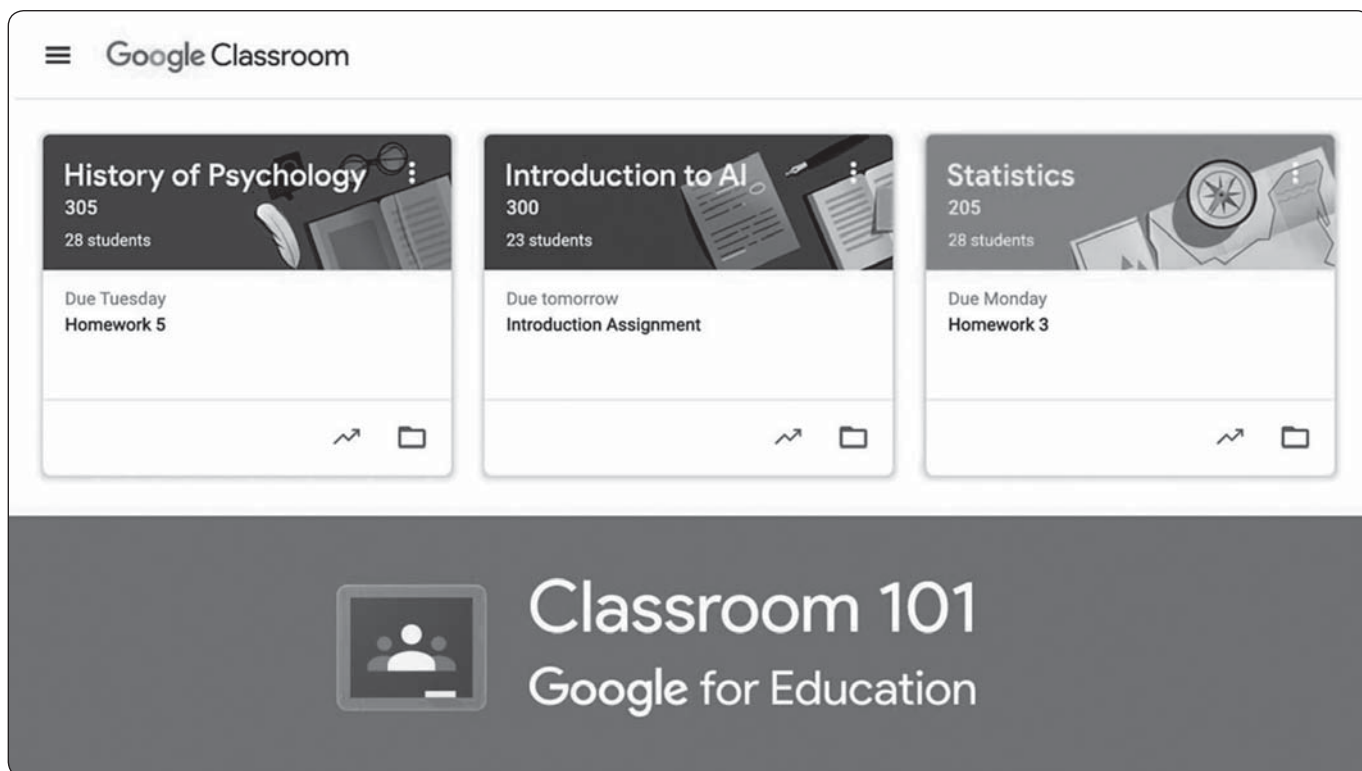 Google Classroom
History of Psychology
305
28 students
Due Tuesday
Homework 5
Introduction to AI
300
23 students
Due tomorrow
Introduction Assignment
Statistics
205
28 students
Due Monday
Homework 3
Classroom 101
Google for Education